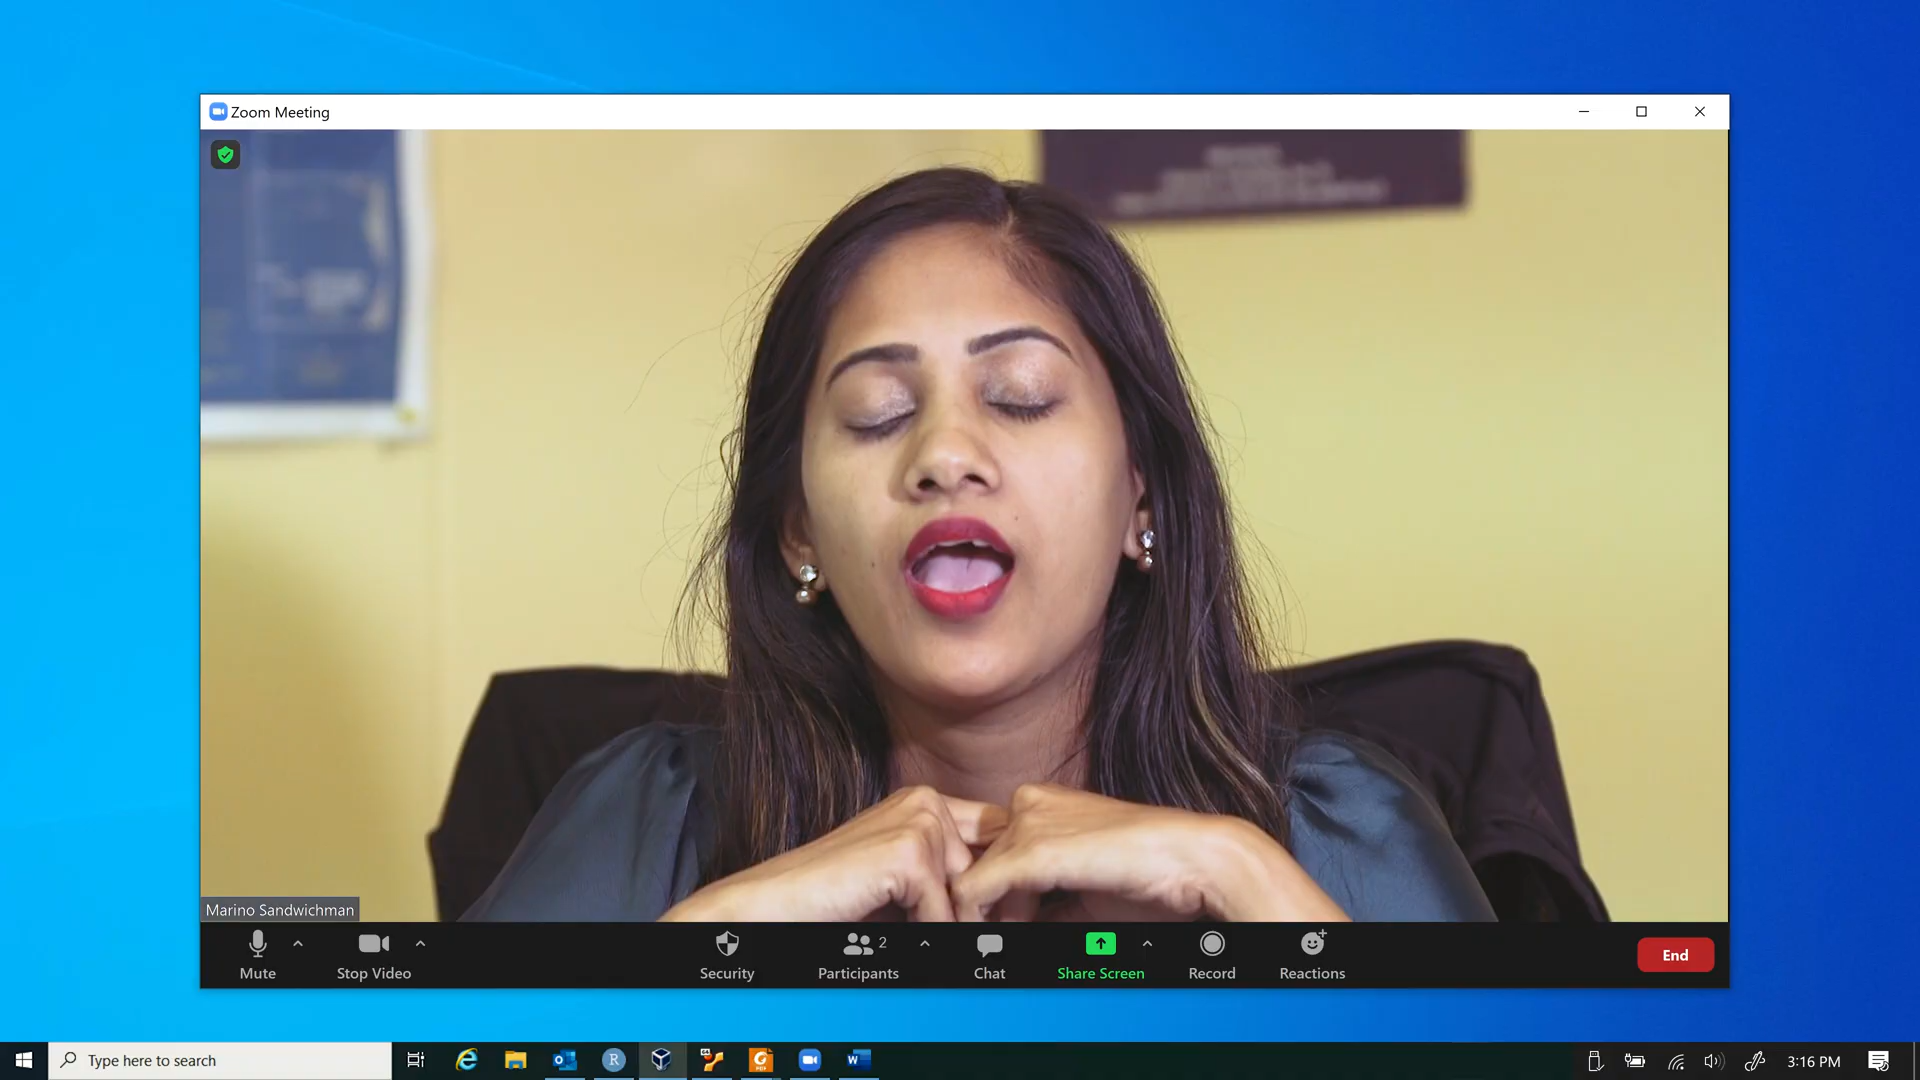 Zoom Meeting
Marino Sandwichman
Mute
Stop Video
Security
2
Participants
Chat
Share Screen
Record
Reactions
End
Type here to search
R
W
3:16 PM